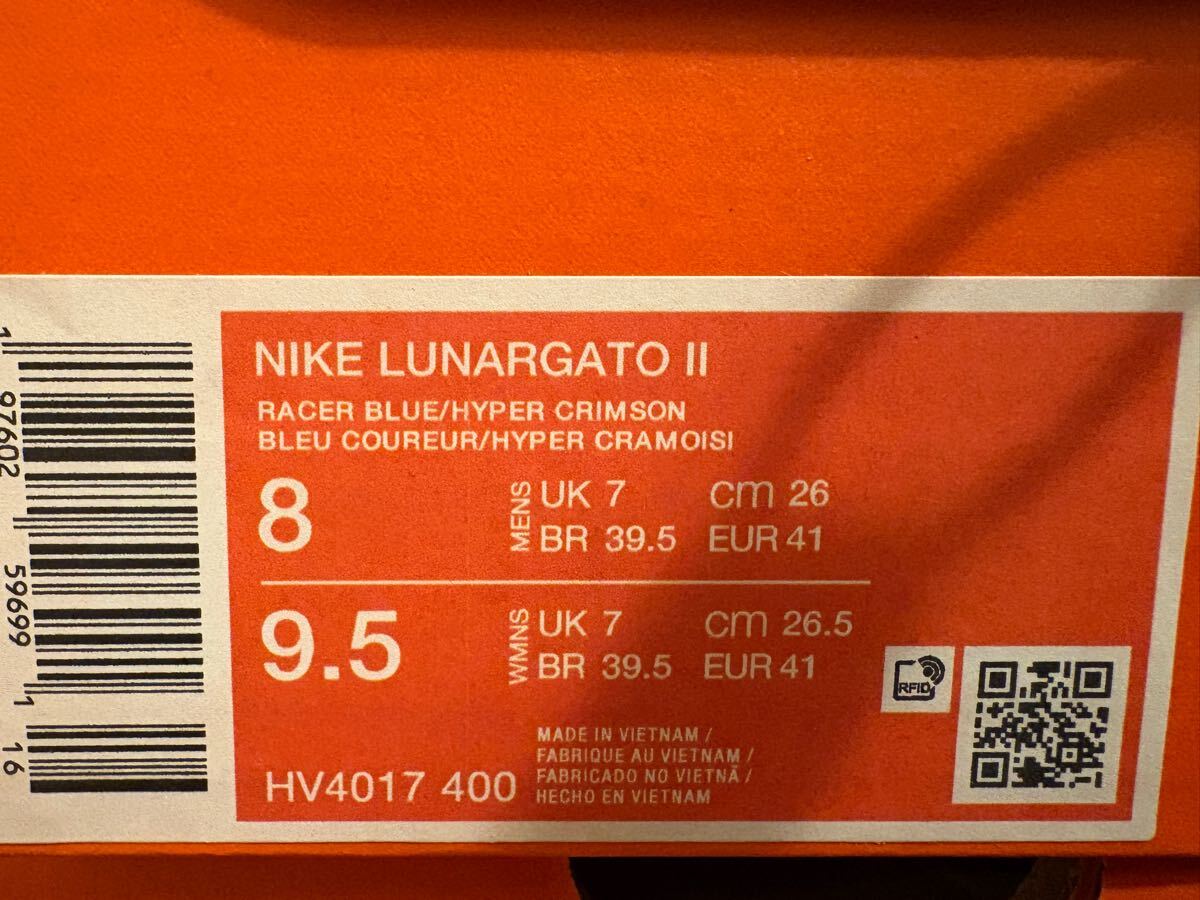 NIKE LUNARGATO II
RACER BLUE/HYPER CRIMSON
BLEU COUREUR/HYPER CRAMOISI
8
MENS
UK 7 cm 26
BR 39.5 EUR 41
9.5
WMNS
UK 7 cm 26.5
BR 39.5 EUR 41
HV4017 400
MADE IN VIETNAM /
FABRIQUE AU VIETNAM /
FABRICADO NO VIETNÃ /
HECHO EN VIETNAM
RFID
1 97602 59699 1 16